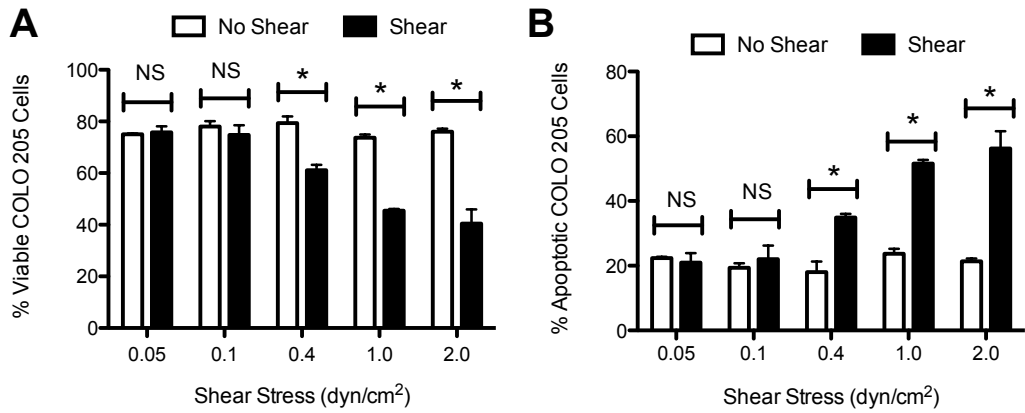 A
No Shear
Shear
NS
NS
*
*
*
% Viable COLO 205 Cells
100
80
60
40
20
0
0.05
0.1
0.4
1.0
2.0
Shear Stress (dyn/cm²)
B
No Shear
Shear
NS
NS
*
*
*
% Apoptotic COLO 205 Cells
80
60
40
20
0
0.05
0.1
0.4
1.0
2.0
Shear Stress (dyn/cm²)